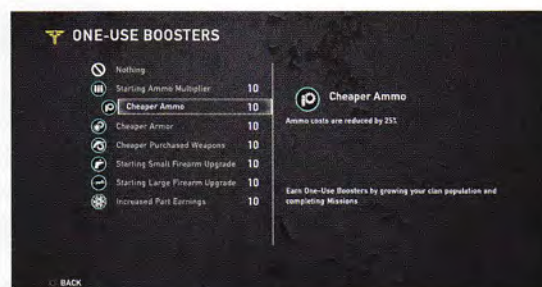 ONE-USE BOOSTERS
Nothing
Starting Ammo Multiplier 10
Cheaper Ammo 10
Cheaper Armor 10
Cheaper Purchased Weapons 10
Starting Small Firearm Upgrade 10
Starting Large Firearm Upgrade 10
Increased Part Earnings 10
Cheaper Ammo
Ammo costs are reduced by 25%
Earn One-Use Boosters by growing your clan population and
completing Missions
BACK